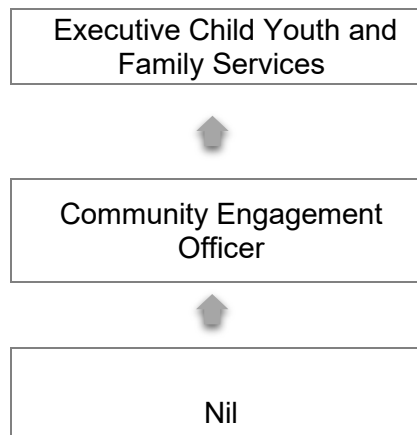 Executive Child Youth and
Family Services
Community Engagement
Officer
Nil